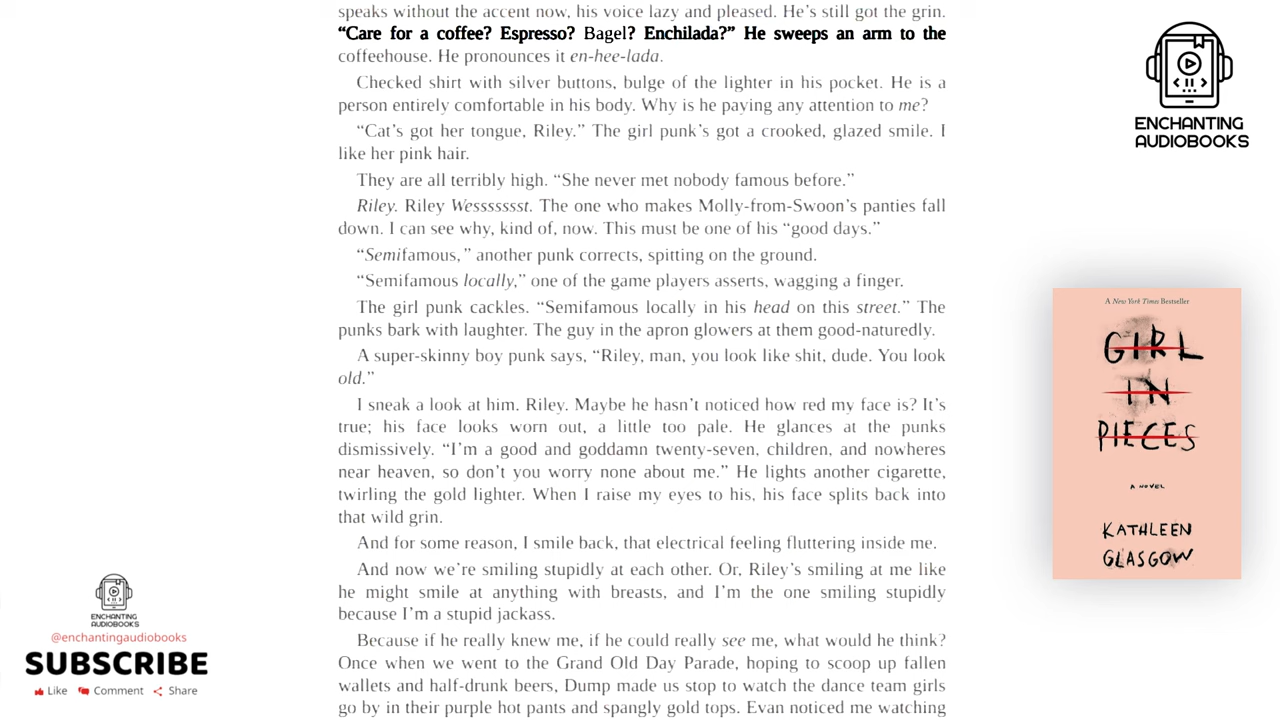 speaks without the accent now, his voice lazy and pleased. He’s still got the grin.
“Care for a coffee? Espresso? Bagel? Enchilada?” He sweeps an arm to the
coffeehouse. He pronounces it en-hee-lada.
Checked shirt with silver buttons, bulge of the lighter in his pocket. He is a
person entirely comfortable in his body. Why is he paying any attention to me?
“Cat’s got her tongue, Riley.” The girl punk’s got a crooked, glazed smile. I
like her pink hair.
They are all terribly high. “She never met nobody famous before.”
Riley. Riley Wesssssst. The one who makes Molly-from-Swoon’s panties fall
down. I can see why, kind of, now. This must be one of his “good days.”
“Semifamous,” another punk corrects, spitting on the ground.
“Semifamous locally,” one of the game players asserts, wagging a finger.
The girl punk cackles. “Semifamous locally in his head on this street.” The
punks bark with laughter. The guy in the apron glowers at them good-naturedly.
A super-skinny boy punk says, “Riley, man, you look like shit, dude. You look
old.”
I sneak a look at him. Riley. Maybe he hasn’t noticed how red my face is? It’s
true; his face looks worn out, a little too pale. He glances at the punks
dismissively. “I’m a good and goddamn twenty-seven, children, and nowheres
near heaven, so don’t you worry none about me.” He lights another cigarette,
twirling the gold lighter. When I raise my eyes to his, his face splits back into
that wild grin.
And for some reason, I smile back, that electrical feeling fluttering inside me.
And now we’re smiling stupidly at each other. Or, Riley’s smiling at me like
he might smile at anything with breasts, and I’m the one smiling stupidly
because I’m a stupid jackass.
Because if he really knew me, if he could really see me, what would he think?
Once when we went to the Grand Old Day Parade, hoping to scoop up fallen
wallets and half-drunk beers, Dump made us stop to watch the dance team girls
go by in their purple hot pants and spangly gold tops. Evan noticed me watching
ENCHANTING
AUDIOBOOKS
A New York Times Bestseller
GIRL
IN
PIECES
A NOVEL
KATHLEEN
GLASGOW
ENCHANTING
AUDIOBOOKS
@enchantingaudiobooks
SUBSCRIBE
Like Comment Share